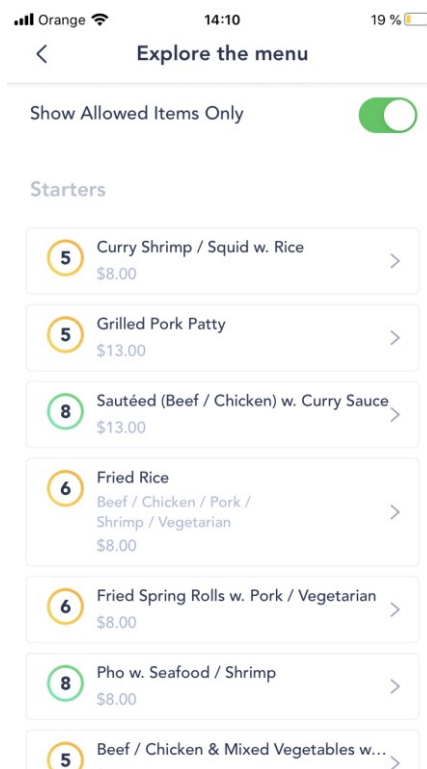 Orange 14:10 19 %
Explore the menu
Show Allowed Items Only
Starters
5 Curry Shrimp / Squid w. Rice
$8.00
5 Grilled Pork Patty
$13.00
8 Sautéed (Beef / Chicken) w. Curry Sauce
$13.00
6 Fried Rice
Beef / Chicken / Pork /
Shrimp / Vegetarian
$8.00
6 Fried Spring Rolls w. Pork / Vegetarian
$8.00
8 Pho w. Seafood / Shrimp
$8.00
5 Beef / Chicken & Mixed Vegetables w...